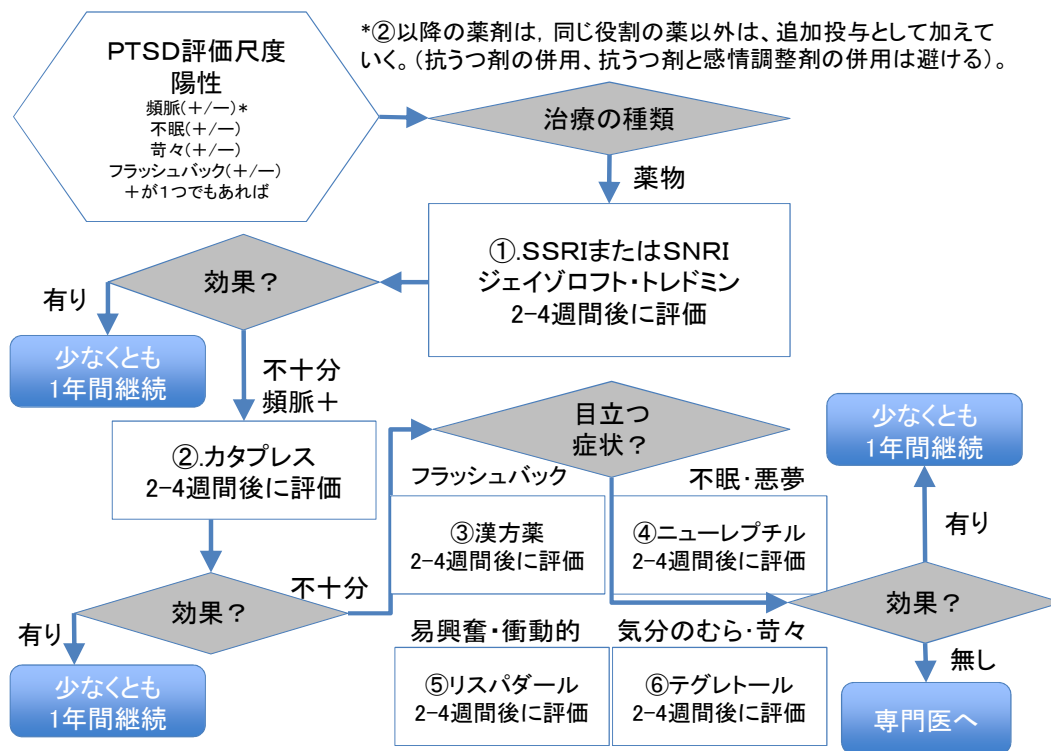 PTSD評価尺度
陽性
頻脈(+/ー)*
不眠(+/ー)
苛々(+/ー)
フラッシュバック(+/ー)
+が1つでもあれば
*②以降の薬剤は, 同じ役割の薬以外は、追加投与として加えて
いく。(抗うつ剤の併用、抗うつ剤と感情調整剤の併用は避ける)。
治療の種類
薬物
①.SSRIまたはSNRI
ジェイゾロフト・トレドミン
2-4週間後に評価
効果？
有り
少なくとも
1年間継続
不十分
頻脈+
②.カタプレス
2-4週間後に評価
効果？
有り
少なくとも
1年間継続
不十分
目立つ
症状？
フラッシュバック
③漢方薬
2-4週間後に評価
不眠・悪夢
④ニューレプチル
2-4週間後に評価
易興奮・衝動的
⑤リスパダール
2-4週間後に評価
気分のむら・苛々
⑥テグレトール
2-4週間後に評価
少なくとも
1年間継続
有り
効果？
無し
専門医へ